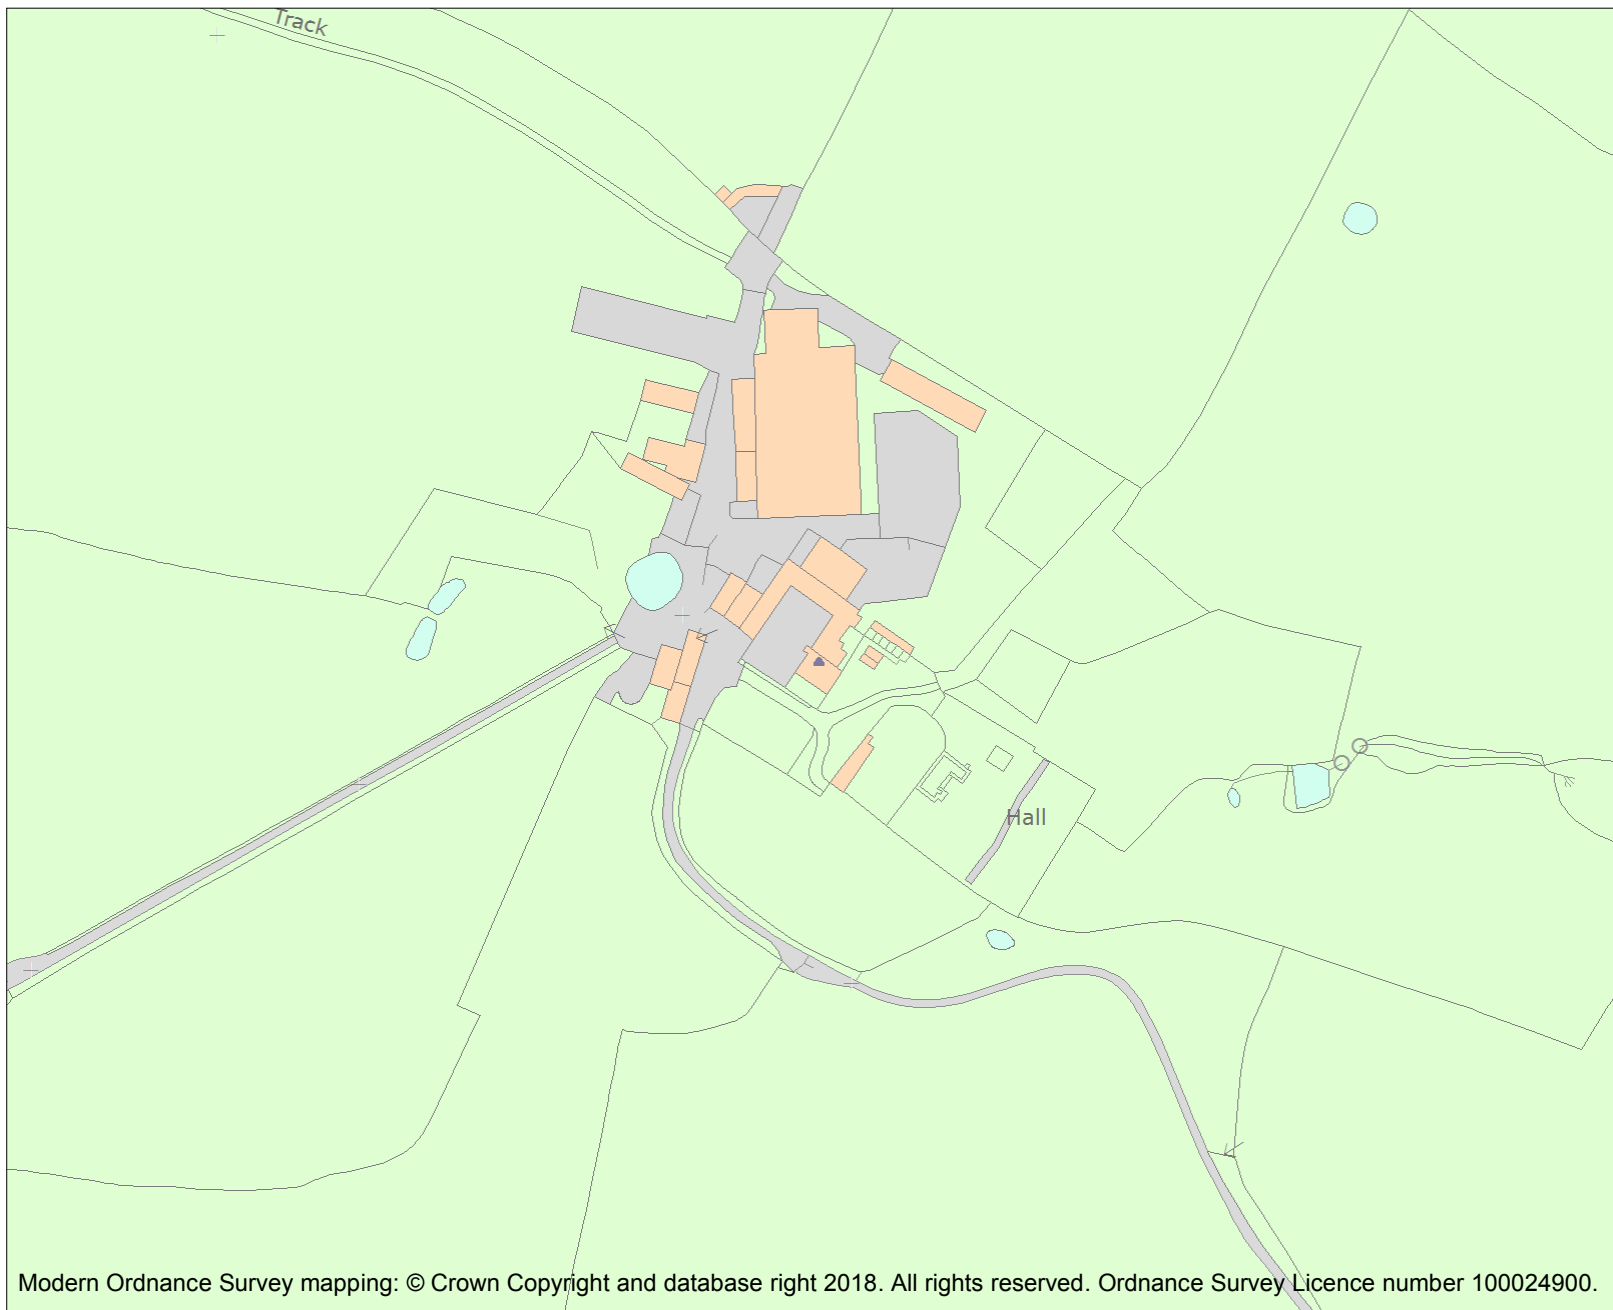 Track
Hall
Modern Ordnance Survey mapping: © Crown Copyright and database right 2018. All rights reserved. Ordnance Survey Licence number 100024900.